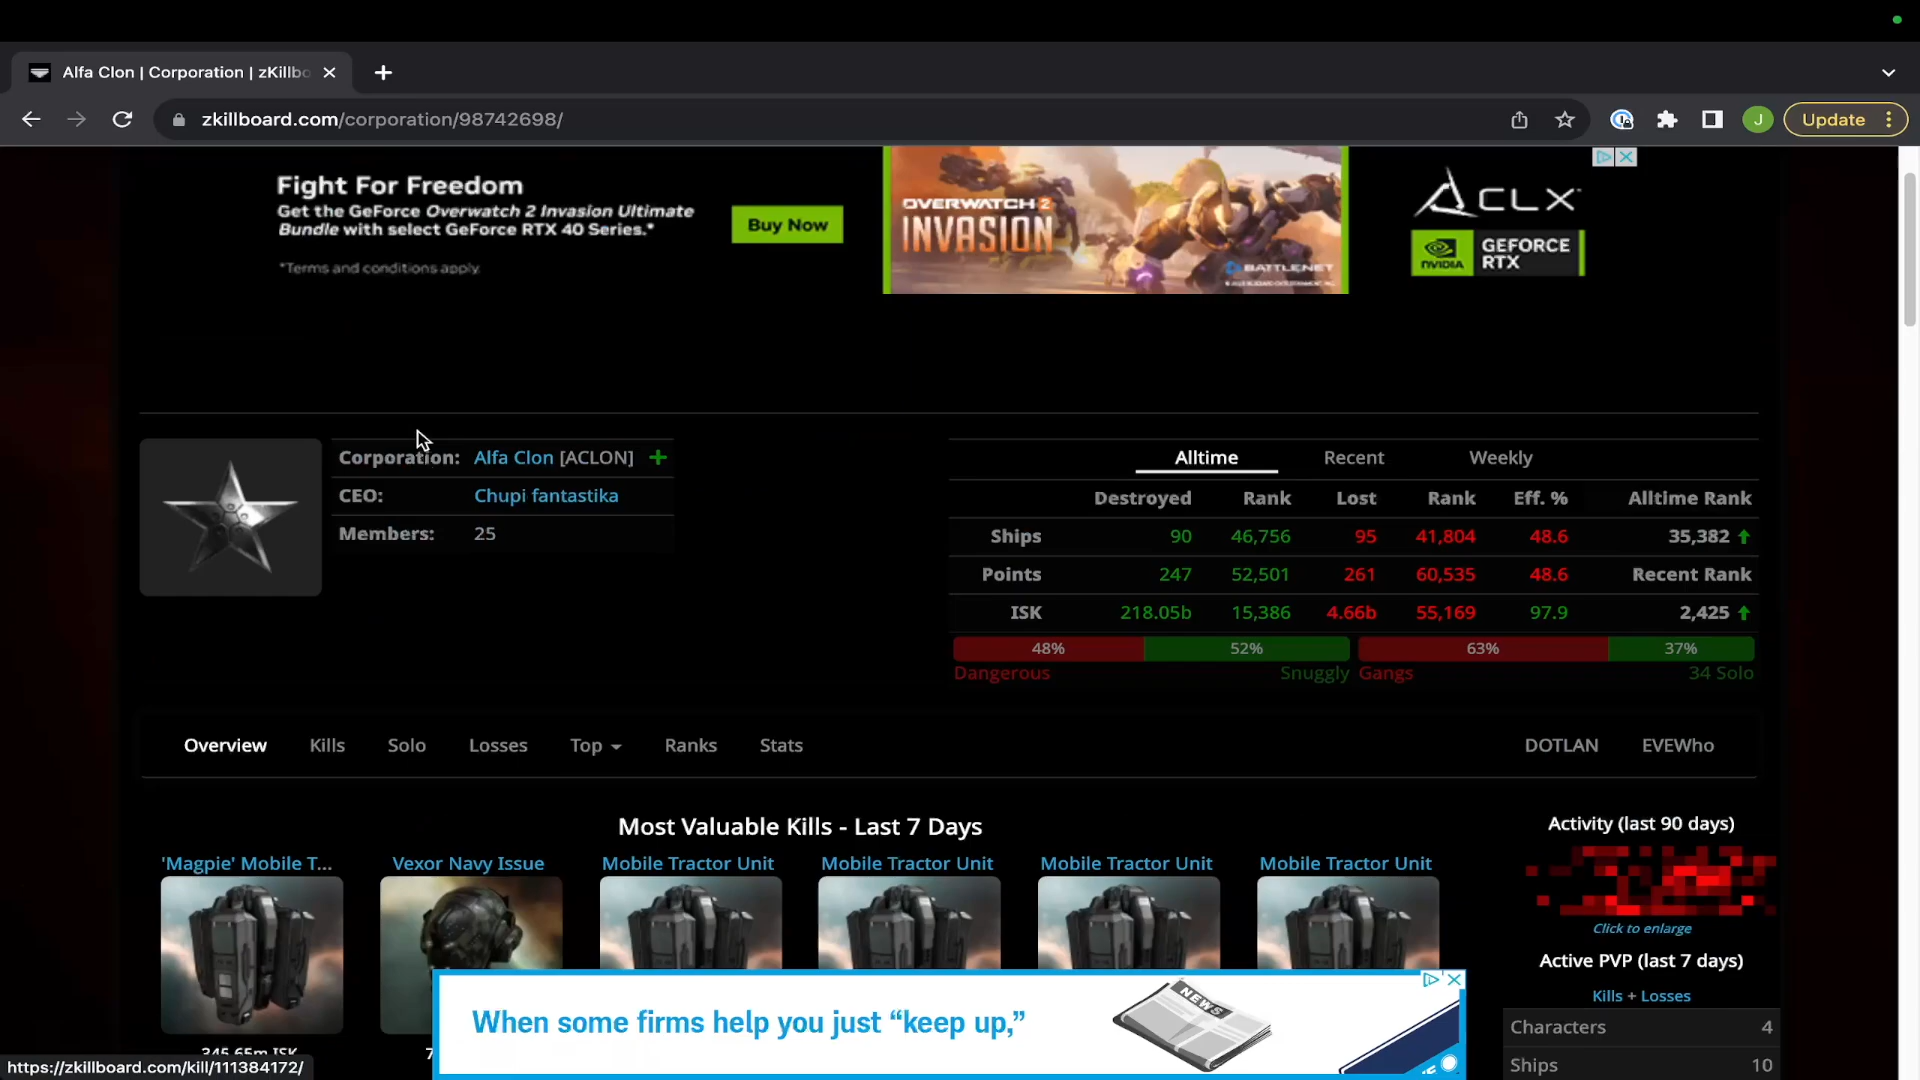 Alfa Clon | Corporation | zKillbo
zkillboard.com/corporation/98742698/
J
Update
Fight For Freedom
Get the GeForce Overwatch 2 Invasion Ultimate
Bundle with select GeForce RTX 40 Series.*
*Terms and conditions apply.
Buy Now
OVERWATCH 2
INVASION
BATTLE.NET
CLX
NVIDIA
GEFORCE
RTX
Corporation: Alfa Clon [ACLON]
CEO: Chupi fantastika
Members: 25
Alltime Recent Weekly
Destroyed Rank Lost Rank Eff. % Alltime Rank
Ships 90 46,756 95 41,804 48.6 35,382
Points 247 52,501 261 60,535 48.6 Recent Rank
ISK 218.05b 15,386 4.66b 55,169 97.9 2,425
48% 52% 63% 37%
Dangerous Snuggly Gangs 34 Solo
Overview Kills Solo Losses Top Ranks Stats DOTLAN EVEWho
Most Valuable Kills - Last 7 Days
'Magpie' Mobile T... Vexor Navy Issue Mobile Tractor Unit Mobile Tractor Unit Mobile Tractor Unit Mobile Tractor Unit
345.65m ISK
Activity (last 90 days)
Click to enlarge
Active PVP (last 7 days)
Kills + Losses
Characters 4
Ships 10
When some firms help you just “keep up,”
NEWS
https://zkillboard.com/kill/111384172/